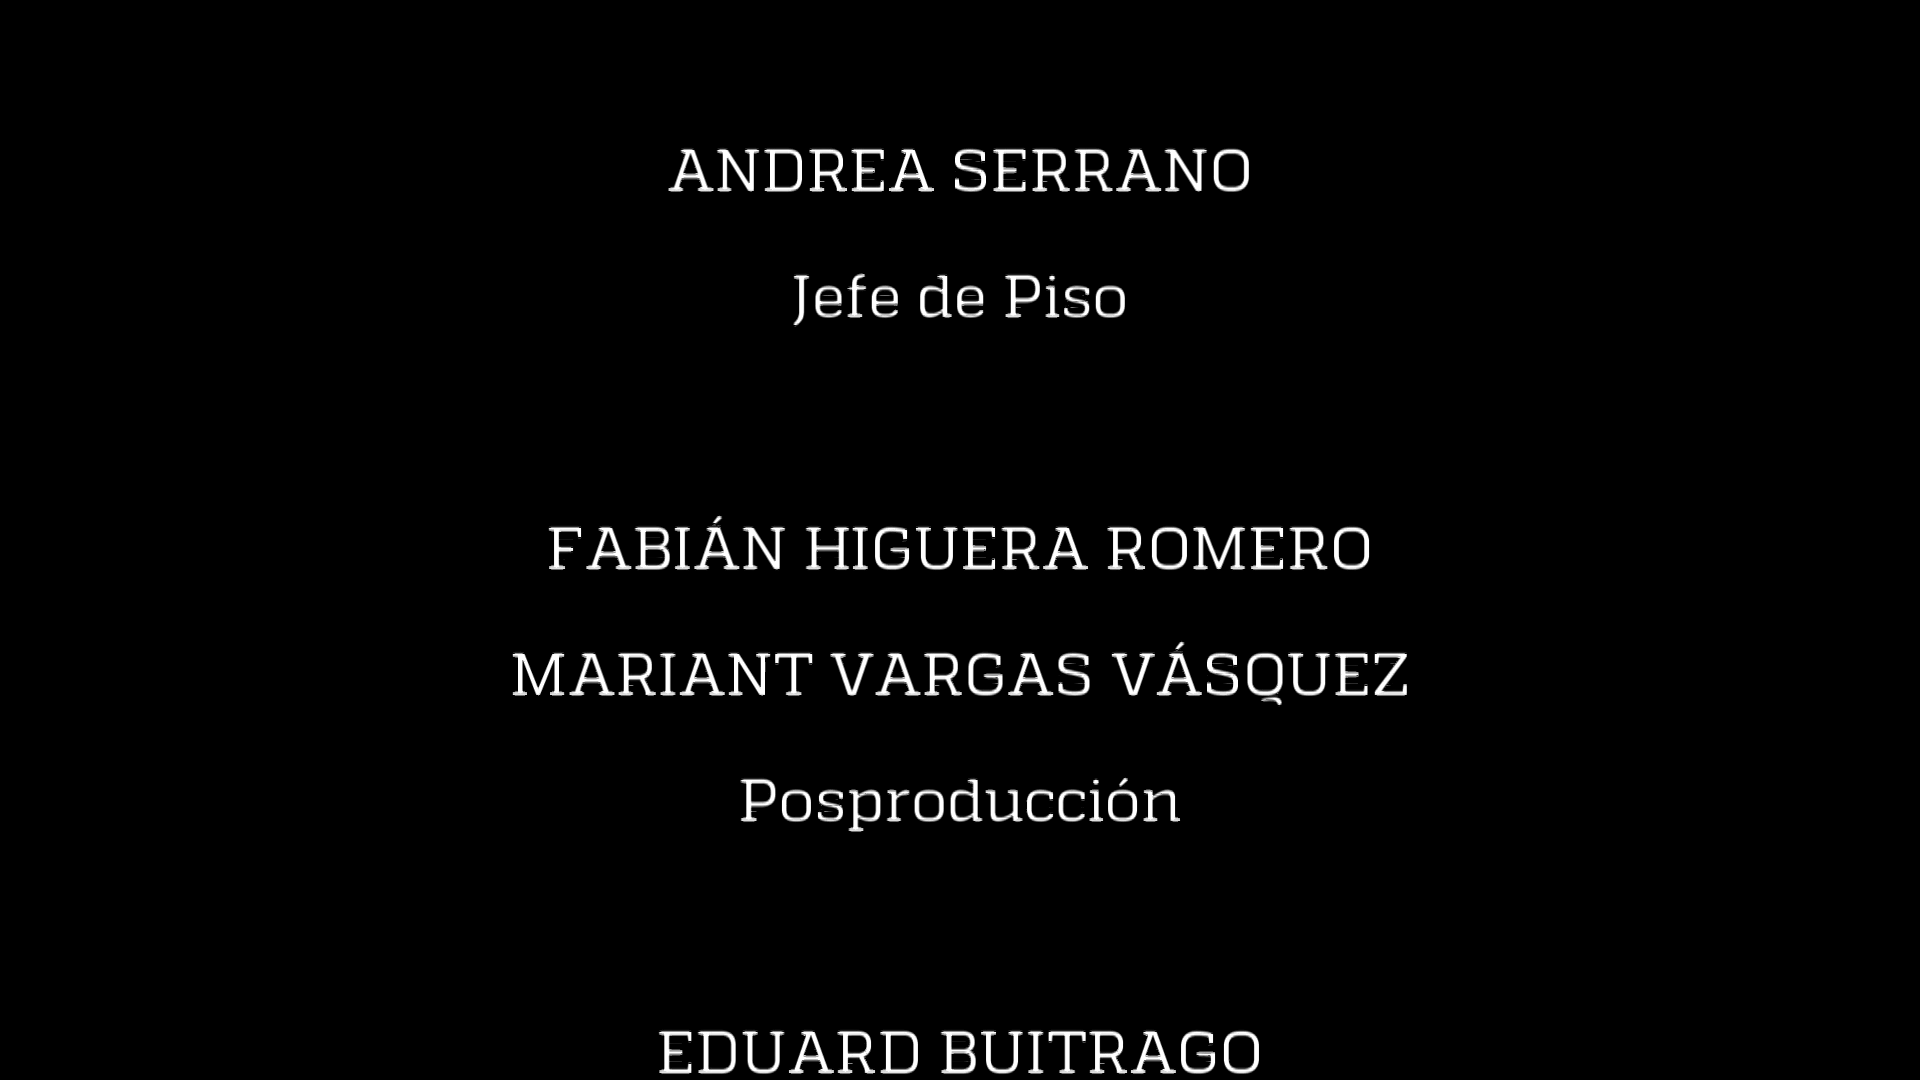 ANDREA SERRANO
Jefe de Piso
FABIÁN HIGUERA ROMERO
MARIANT VARGAS VÁSQUEZ
Posproducción
EDUARD BUITRAGO